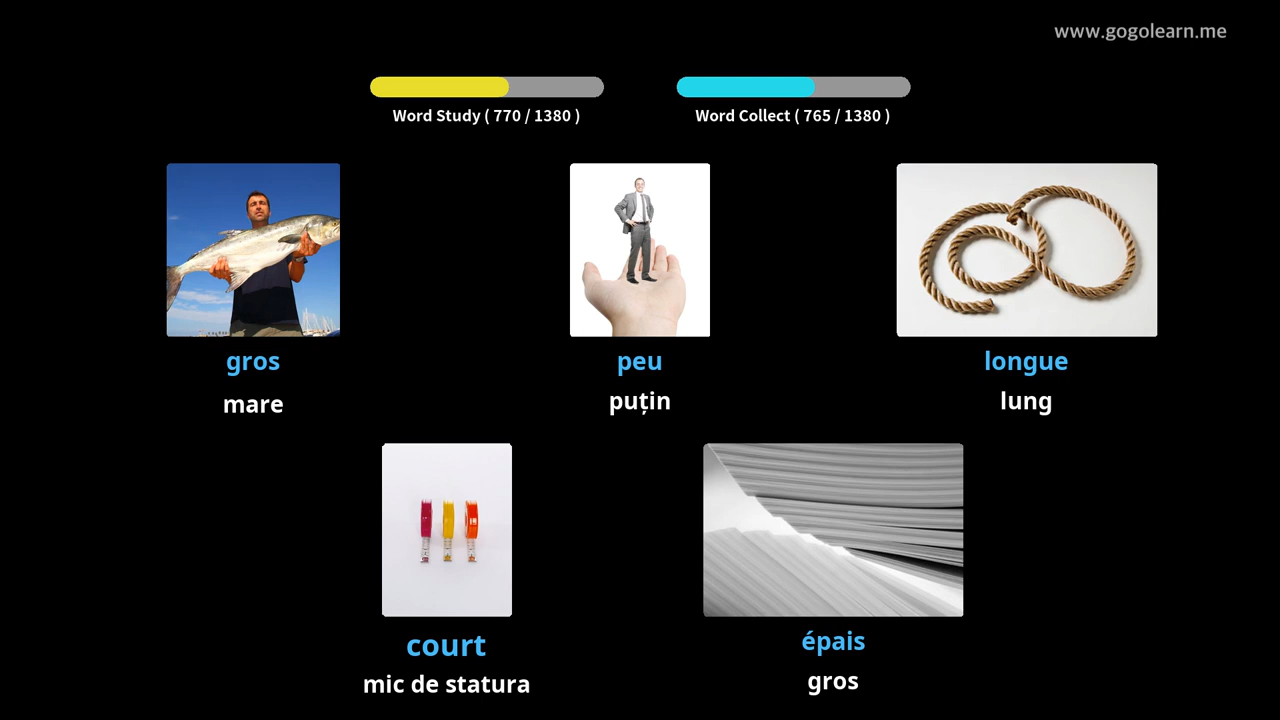 www.gogolearn.me
Word Study ( 770 / 1380 )
Word Collect ( 765 / 1380 )
gros
mare
peu
puțin
longue
lung
court
mic de statura
épais
gros